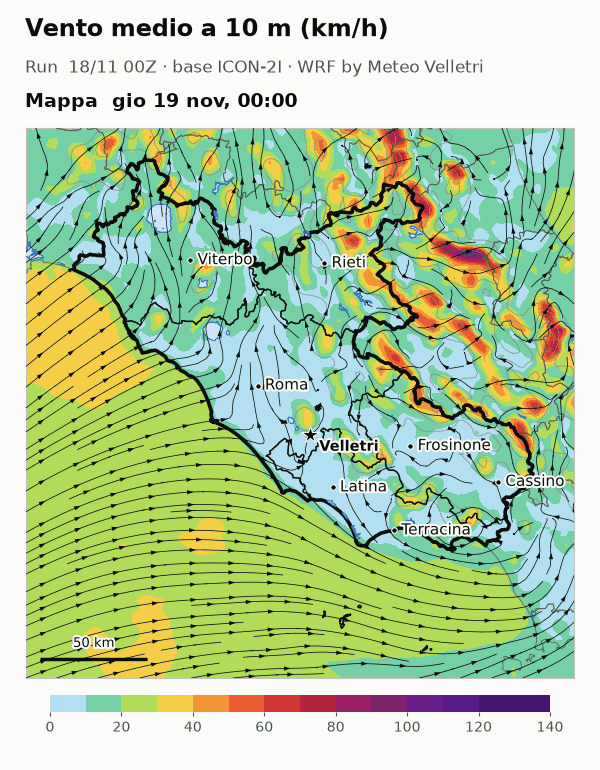 Vento medio a 10 m (km/h)
Run  18/11 00Z · base ICON-2I · WRF by Meteo Velletri
Mappa  gio 19 nov, 00:00
Viterbo
Rieti
Roma
Velletri
Frosinone
Latina
Cassino
Terracina
50 km
0 20 40 60 80 100 120 140